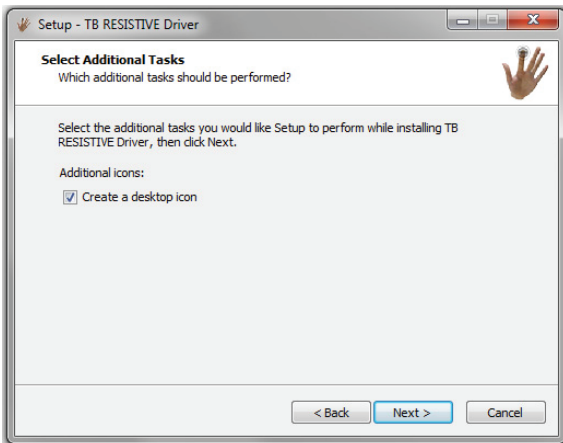 Setup - TB RESISTIVE Driver
Select Additional Tasks
Which additional tasks should be performed?
Select the additional tasks you would like Setup to perform while installing TB
RESISTIVE Driver, then click Next.
Additional icons:
Create a desktop icon
< Back
Next >
Cancel